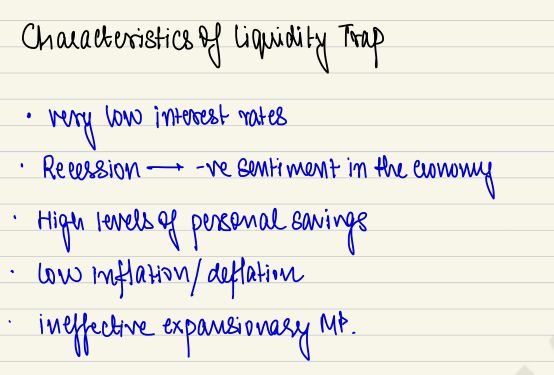 Characteristics of Liquidity Trap
• very low interest rates
• Recession → -ve sentiment in the economy
• High levels of personal savings
• low inflation/deflation
• ineffective expansionary MP.